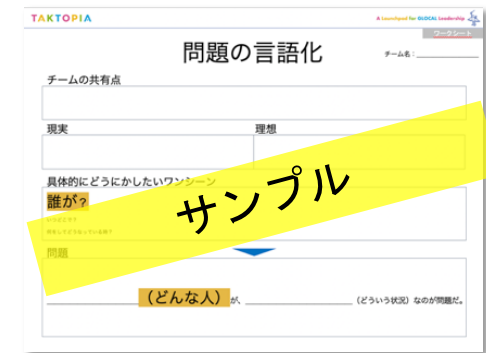 TAKTOPIA
A Launchpad for GLOCAL Leadership
ワークシート
問題の言語化
チーム名：
チームの共有点
現実
理想
具体的にどうにかしたいワンシーン
誰が？
サンプル
問題
（どんな人）が、
（どういう状況）なのが問題だ。